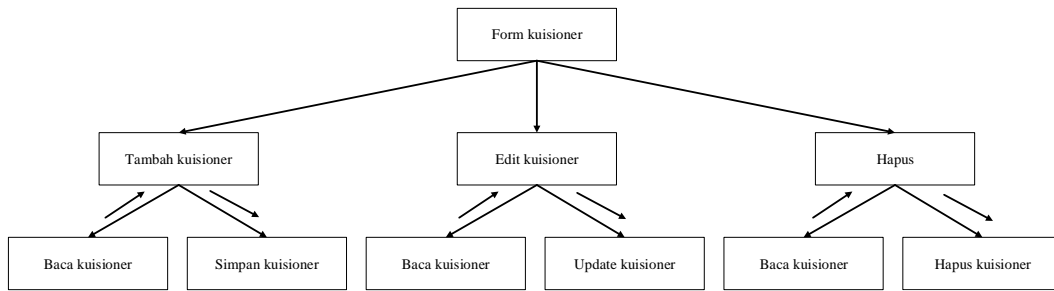 Form kuisioner
Tambah kuisioner
Edit kuisioner
Hapus
Baca kuisioner
Simpan kuisioner
Baca kuisioner
Update kuisioner
Baca kuisioner
Hapus kuisioner